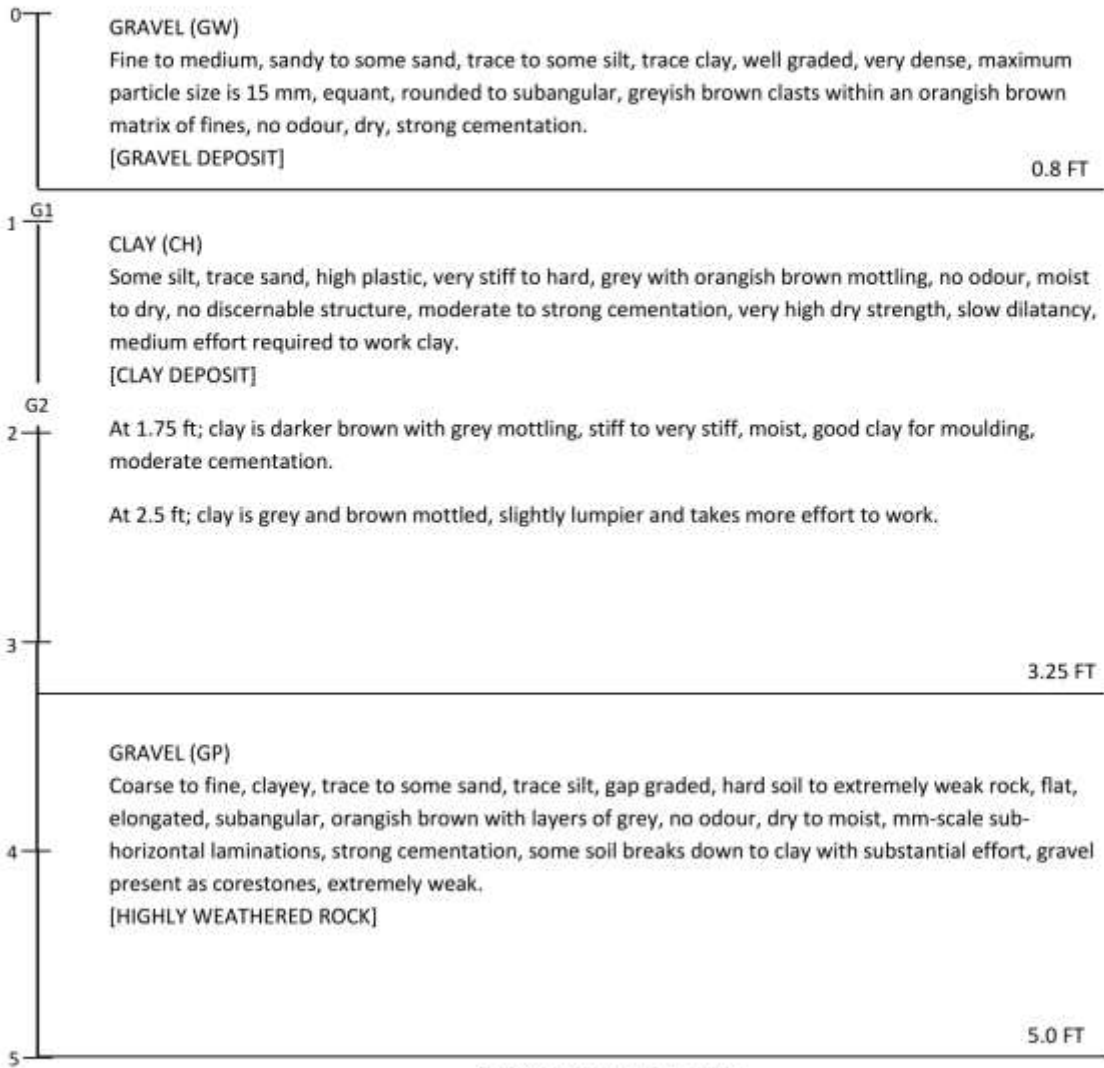 0
GRAVEL (GW)
Fine to medium, sandy to some sand, trace to some silt, trace clay, well graded, very dense, maximum
particle size is 15 mm, equant, rounded to subangular, greyish brown clasts within an orangish brown
matrix of fines, no odour, dry, strong cementation.
[GRAVEL DEPOSIT]
0.8 FT
G1
1
CLAY (CH)
Some silt, trace sand, high plastic, very stiff to hard, grey with orangish brown mottling, no odour, moist
to dry, no discernable structure, moderate to strong cementation, very high dry strength, slow dilatancy,
medium effort required to work clay.
[CLAY DEPOSIT]
G2
2
At 1.75 ft; clay is darker brown with grey mottling, stiff to very stiff, moist, good clay for moulding,
moderate cementation.
At 2.5 ft; clay is grey and brown mottled, slightly lumpier and takes more effort to work.
3
3.25 FT
GRAVEL (GP)
Coarse to fine, clayey, trace to some sand, trace silt, gap graded, hard soil to extremely weak rock, flat,
elongated, subangular, orangish brown with layers of grey, no odour, dry to moist, mm-scale sub-
horizontal laminations, strong cementation, some soil breaks down to clay with substantial effort, gravel
4
present as corestones, extremely weak.
[HIGHLY WEATHERED ROCK]
5.0 FT
5